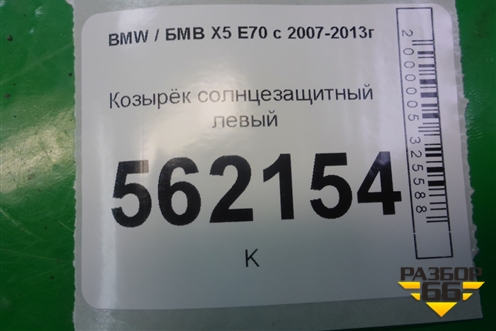 BMW / БМВ X5 E70 с 2007-2013г
Козырёк солнцезащитный
левый
562154
К
2000005325588
РАЗБОР
66